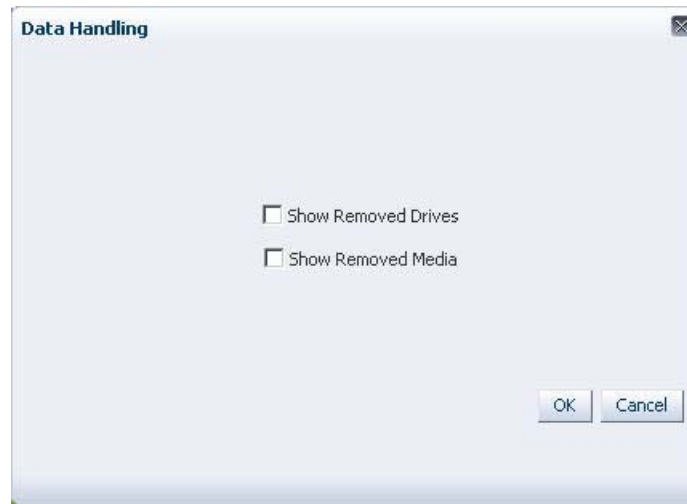 Data Handling
Show Removed Drives
Show Removed Media
OK Cancel